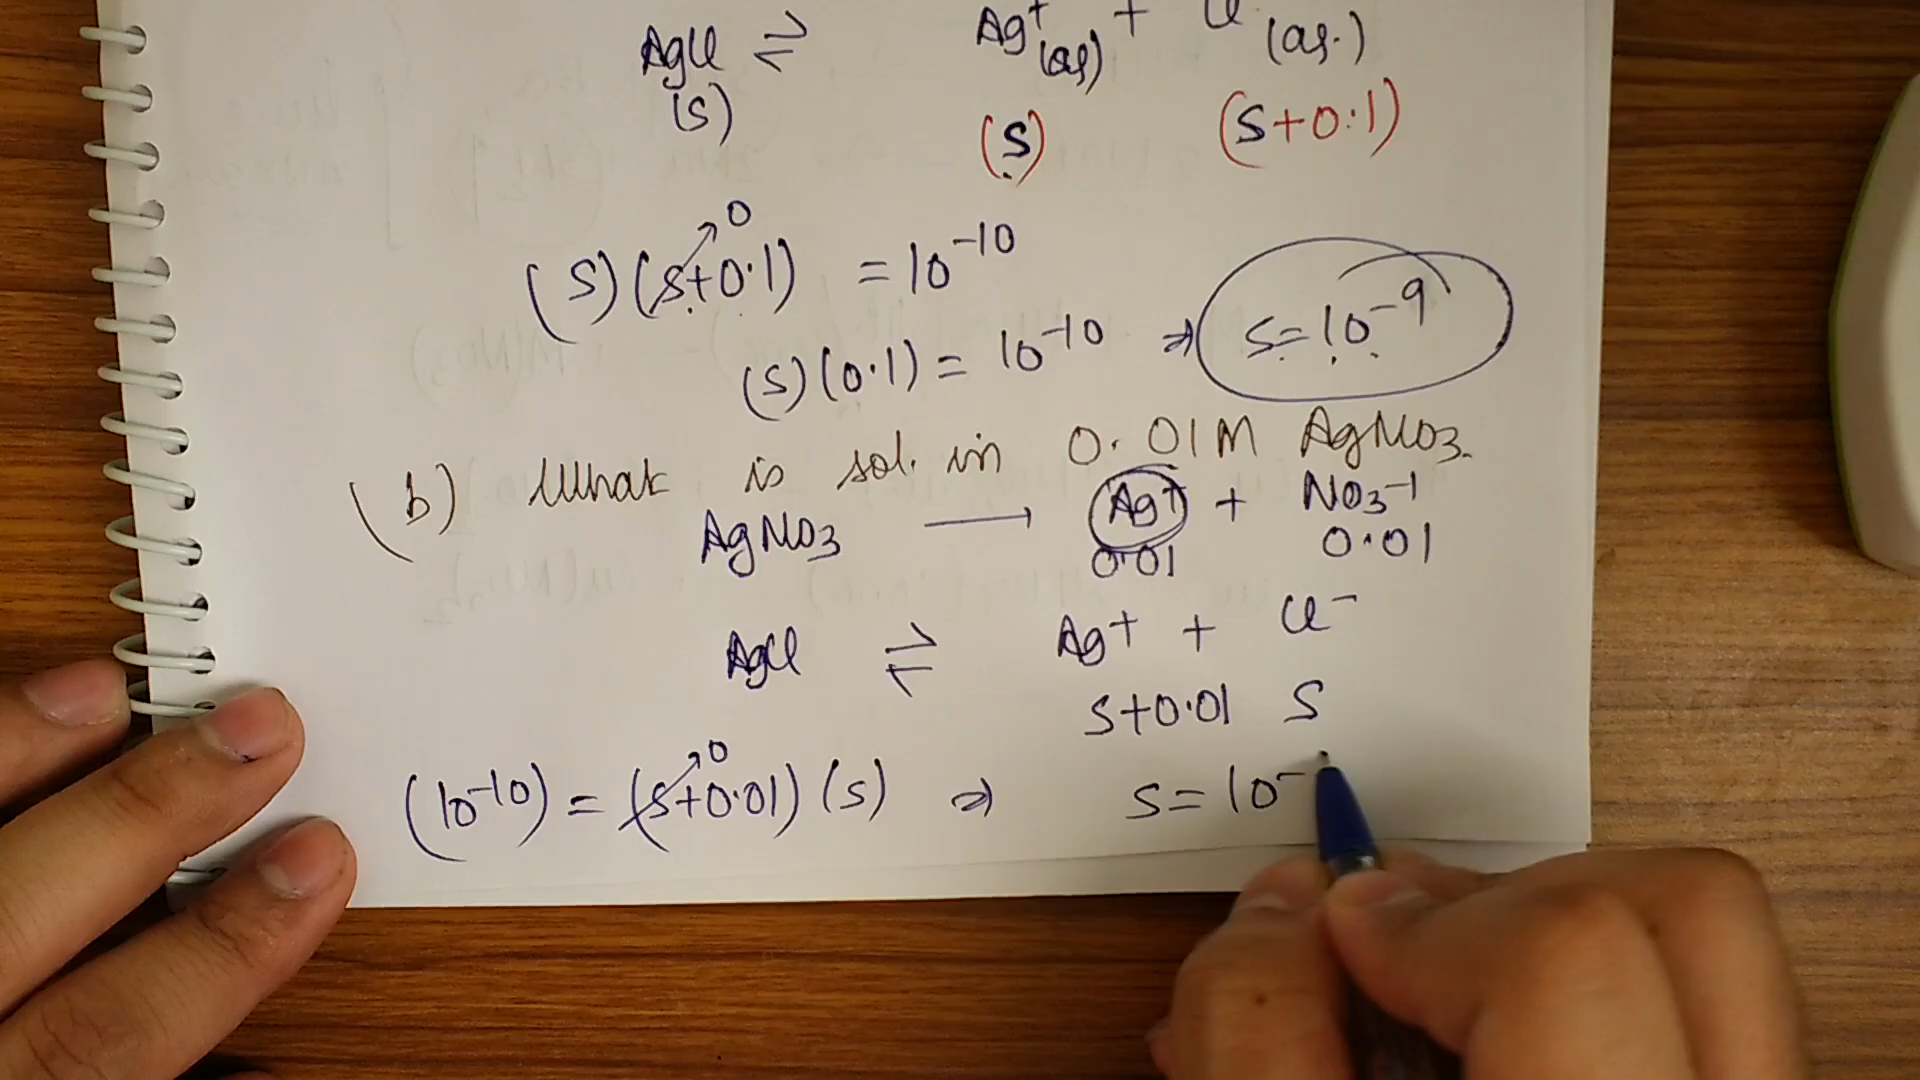 AgCl ⇌ Ag+ + Cl
(s) (aq) (aq.)
(s) (s+0.1)
(s)(s+0.1) = 10^-10
0
(s)(0.1) = 10^-10 ⇒ s=10^-9
(b) What is sol. in 0.01M AgNO3.
AgNO3 → Ag+ + NO3^-1
0.01 0.01
AgCl ⇌ Ag+ + Cl-
s+0.01 s
0
(10^-10) = (s+0.01)(s) ⇒ s=10^-